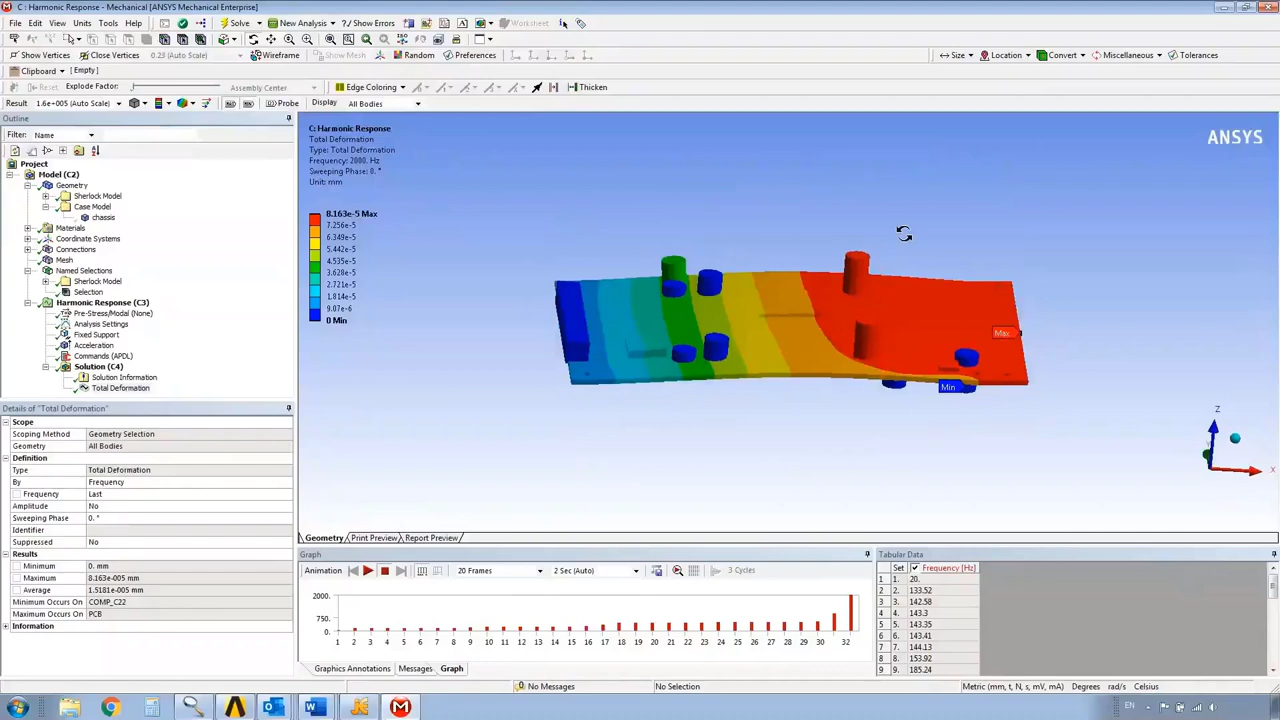 C : Harmonic Response - Mechanical [ANSYS Mechanical Enterprise]
File Edit View Units Tools Help Solve New Analysis Show Errors Worksheet
Show Vertices Close Vertices 0.23 (Auto Scale) Wireframe Show Mesh Random Preferences Size Location Convert Miscellaneous Tolerances
Clipboard [Empty]
Reset Explode Factor: Assembly Center Edge Coloring Thicken
Result 1.6e+005 (Auto Scale) Probe Display All Bodies
Outline
Filter: Name
Project
Model (C2)
Geometry
Sherlock Model
Case Model
chassis
Materials
Coordinate Systems
Connections
Mesh
Named Selections
Sherlock Model
Selection
Harmonic Response (C3)
Pre-Stress/Modal (None)
Analysis Settings
Fixed Support
Acceleration
Commands (APDL)
Solution (C4)
Solution Information
Total Deformation
Details of "Total Deformation"
Scope
Scoping Method Geometry Selection
Geometry All Bodies
Definition
Type Total Deformation
By Frequency
Frequency Last
Amplitude No
Sweeping Phase 0. °
Identifier
Suppressed No
Results
Minimum 0. mm
Maximum 8.163e-005 mm
Average 1.5181e-005 mm
Minimum Occurs On COMP_C22
Maximum Occurs On PCB
Information
C: Harmonic Response
Total Deformation
Type: Total Deformation
Frequency: 2000. Hz
Sweeping Phase: 0. °
Unit: mm
8.163e-5 Max
7.256e-5
6.349e-5
5.442e-5
4.535e-5
3.628e-5
1.814e-5
9.07e-6
0 Min
ANSYS
Max
Min
Z
X
Geometry Print Preview Report Preview
Graph
Animation 20 Frames 2 Sec (Auto) 3 Cycles
2000.
750.
0.
1 2 3 4 5 6 7 8 9 10 11 12 13 14 15 16 17 18 19 20 21 22 23 24 25 26 27 28 29 30 32
Graphics Annotations Messages Graph
Tabular Data
Set Frequency [Hz]
1 1. 20.
2 2. 133.52
3 3. 142.58
4 4. 143.3
5 5. 143.35
6 6. 143.41
7 7. 144.13
8 8. 153.92
9 9. 185.24
No Messages No Selection Metric (mm, t, N, s, mV, mA) Degrees rad/s Celsius
EN